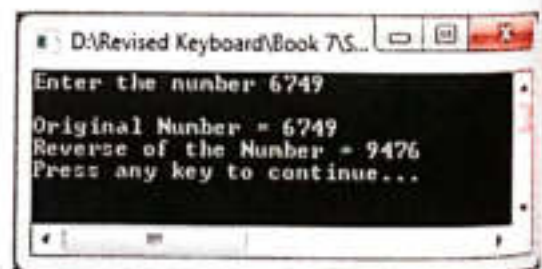 D:\Revised Keyboard\Book 7\S...
Enter the number 6749
Original Number = 6749
Reverse of the Number = 9476
Press any key to continue...